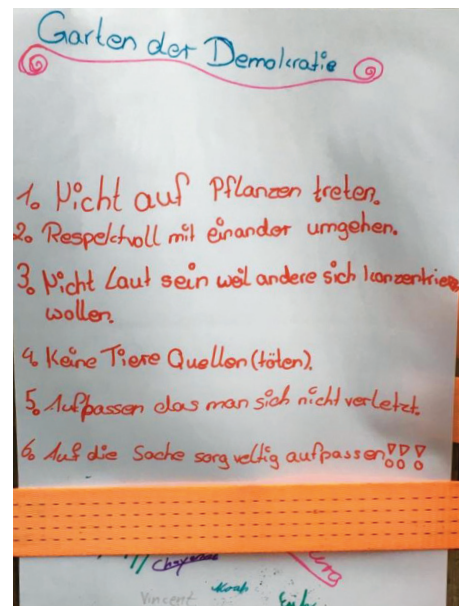 Garten der Demokratie
1. Nicht auf Pflanzen treten.
2. Respektvoll mit einander umgehen.
3. Nicht Laut sein weil andere sich konzentrieren
wollen.
4. Keine Tiere Quellen (töten).
5. Aufpassen das man sich nicht verletzt.
6. Auf die Sache sorg veltig aufpassen!!!
Vincent